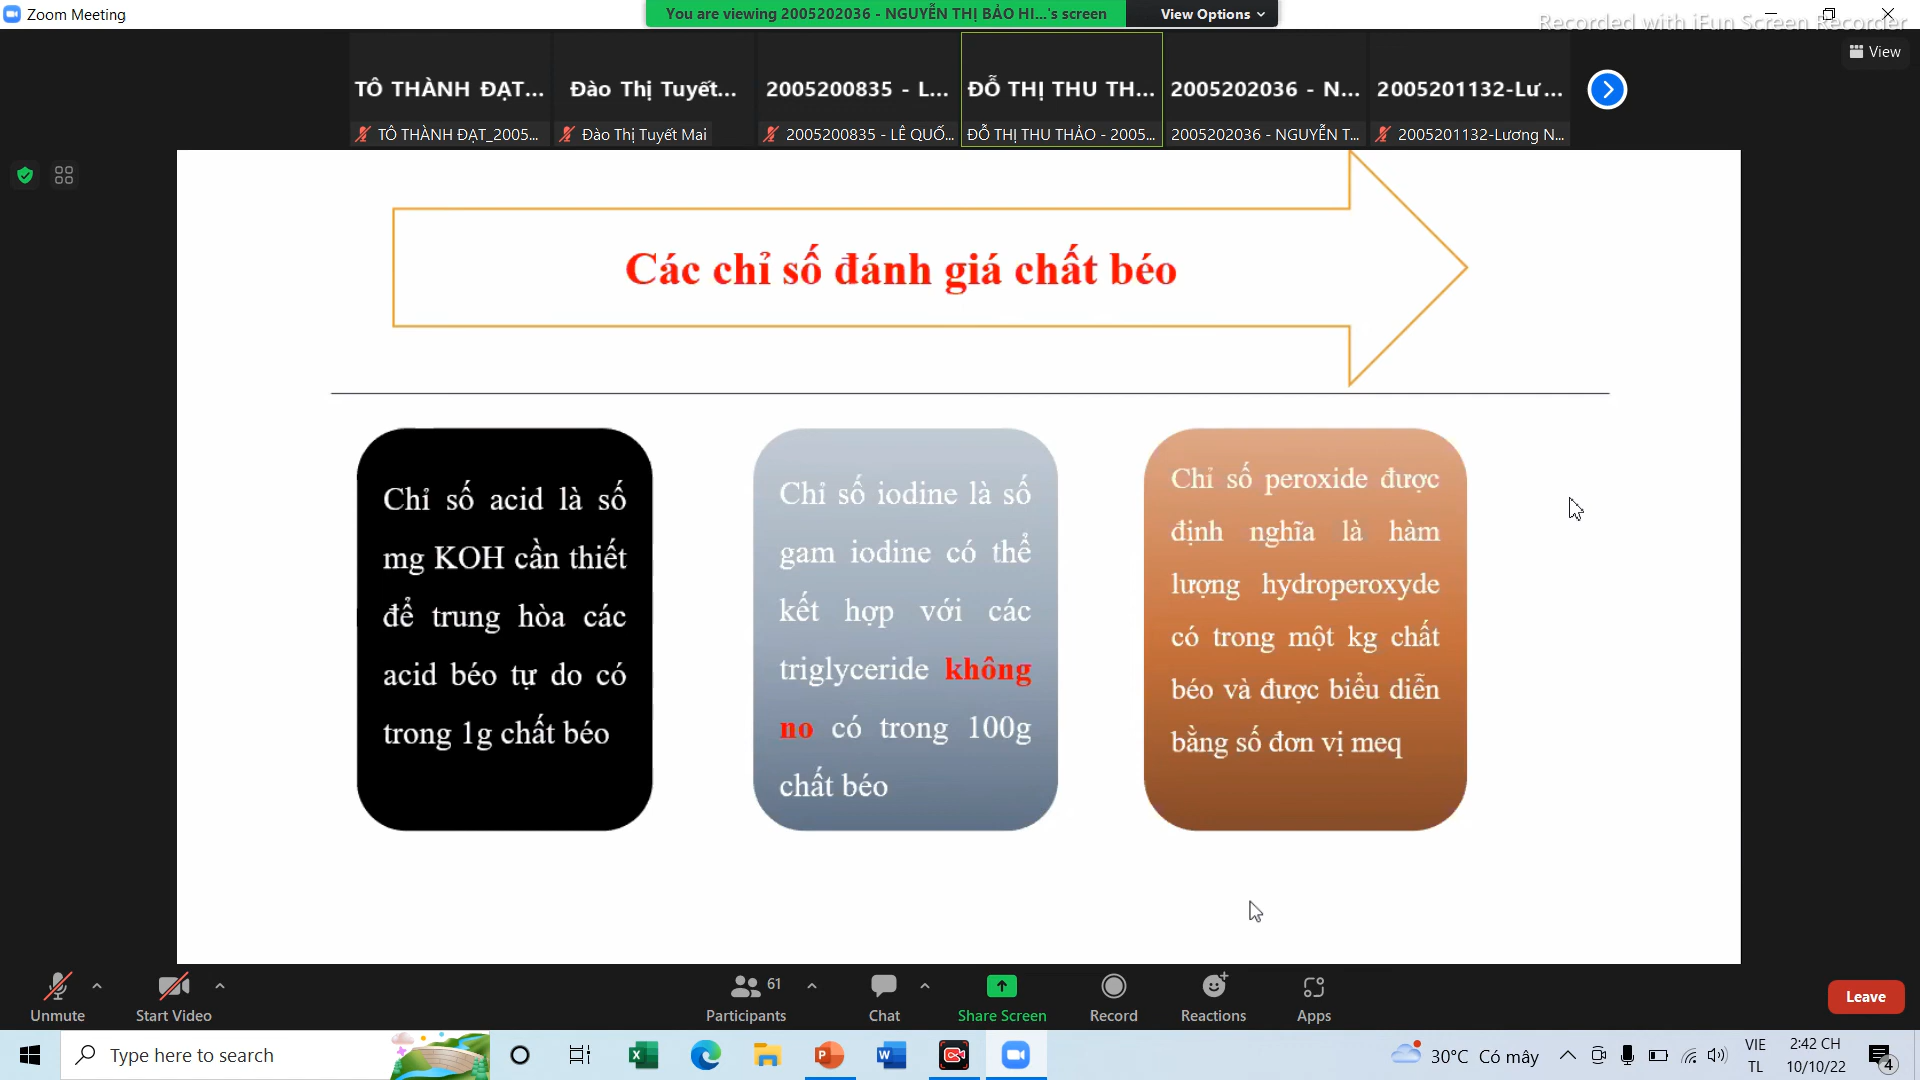 Zoom Meeting
You are viewing 2005202036 - NGUYỄN THỊ BẢO HI...'s screen
View Options
Recorded with iFun Screen Recorder
View
TÔ THÀNH ĐẠT...
Đào Thị Tuyết...
2005200835 - L...
ĐỖ THỊ THU TH...
2005202036 - N...
2005201132-Lư...
TÔ THÀNH ĐẠT_2005...
Đào Thị Tuyết Mai
2005200835 - LÊ QUỐ...
ĐỖ THỊ THU THẢO - 2005...
2005202036 - NGUYỄN T...
2005201132-Lương N...
Các chỉ số đánh giá chất béo
Chỉ số acid là số
mg KOH cần thiết
để trung hòa các
acid béo tự do có
trong 1g chất béo
Chỉ số iodine là số
gam iodine có thể
kết hợp với các
triglyceride không
no có trong 100g
chất béo
Chỉ số peroxide được
định nghĩa là hàm
lượng hydroperoxyde
có trong một kg chất
béo và được biểu diễn
bằng số đơn vị meq
Unmute
Start Video
61
Participants
Chat
Share Screen
Record
Reactions
Apps
Leave
Type here to search
30°C Có mây
VIE
TL
2:42 CH
10/10/22
4